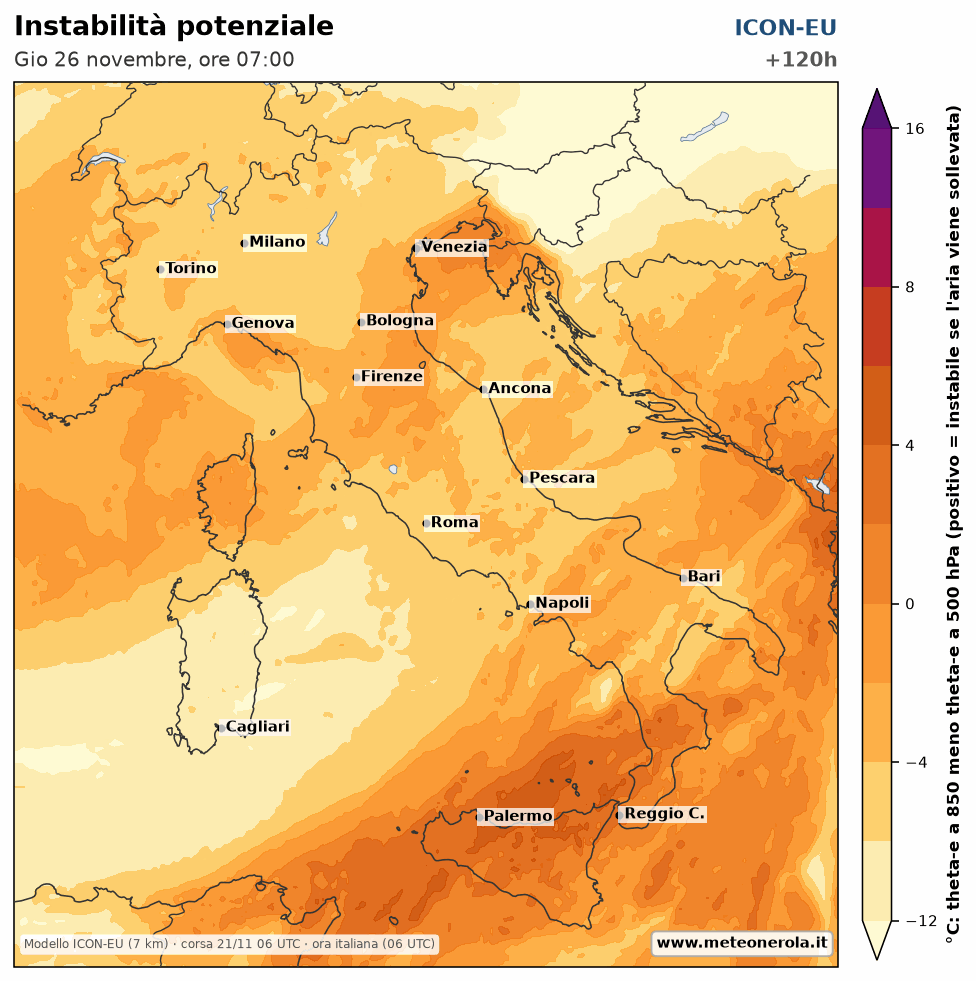 Instabilità potenziale
ICON-EU
Gio 26 novembre, ore 07:00
+120h
Milano
Venezia
Torino
Genova
Bologna
Firenze
Ancona
Pescara
Roma
Bari
Napoli
Cagliari
Palermo
Reggio C.
16
8
4
0
−4
−12
°C: theta-e a 850 meno theta-e a 500 hPa (positivo = instabile se l'aria viene sollevata)
Modello ICON-EU (7 km) · corsa 21/11 06 UTC · ora italiana (06 UTC)
www.meteonerola.it